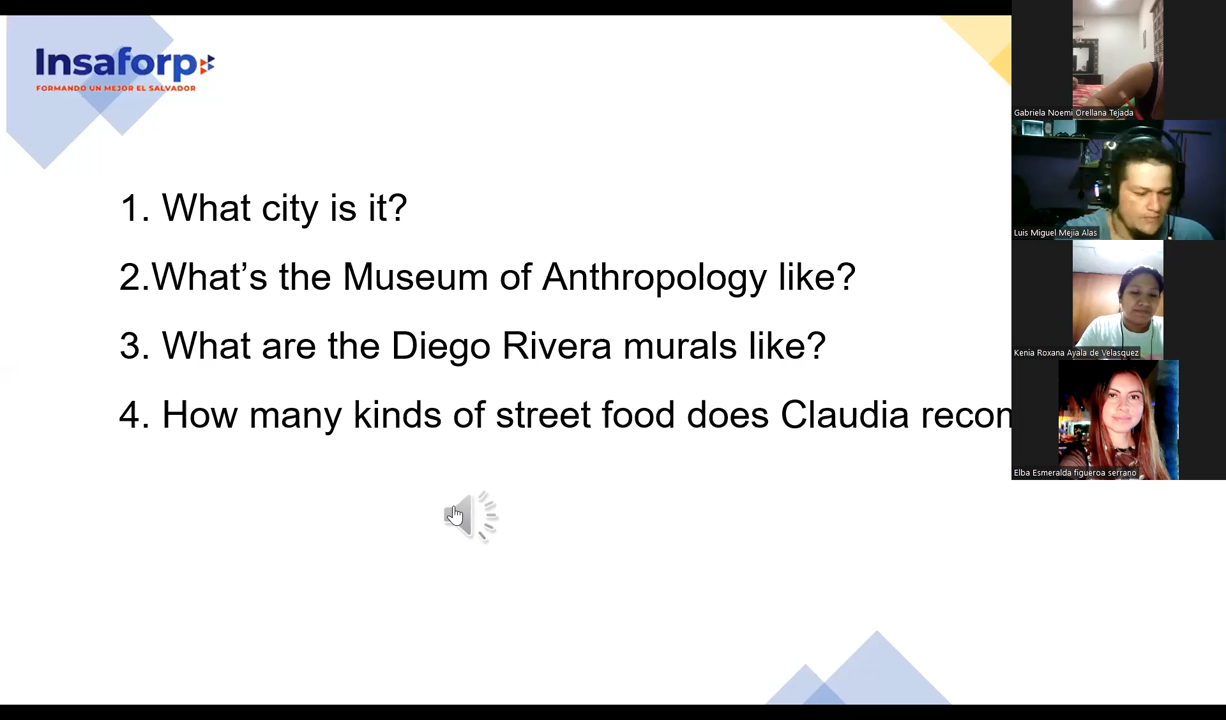 Insaforp
FORMANDO UN MEJOR EL SALVADOR
1. What city is it?
2.What’s the Museum of Anthropology like?
3. What are the Diego Rivera murals like?
4. How many kinds of street food does Claudia recom
Gabriela Noemi Orellana Tejada
Luis Miguel Mejia Alas
Kenia Roxana Ayala de Velasquez
Elba Esmeralda figueroa serrano